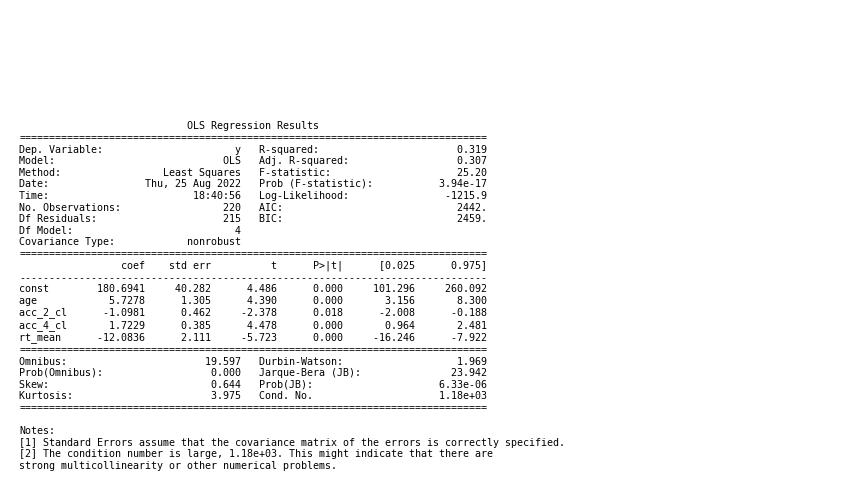 OLS Regression Results
==============================================================================
Dep. Variable:                      y   R-squared:                       0.319
Model:                            OLS   Adj. R-squared:                  0.307
Method:                 Least Squares   F-statistic:                     25.20
Date:                Thu, 25 Aug 2022   Prob (F-statistic):           3.94e-17
Time:                        18:40:56   Log-Likelihood:                -1215.9
No. Observations:                 220   AIC:                             2442.
Df Residuals:                     215   BIC:                             2459.
Df Model:                           4
Covariance Type:            nonrobust
==============================================================================
                 coef    std err          t      P>|t|      [0.025      0.975]
------------------------------------------------------------------------------
const        180.6941     40.282      4.486      0.000     101.296     260.092
age            5.7278      1.305      4.390      0.000       3.156       8.300
acc_2_cl      -1.0981      0.462     -2.378      0.018      -2.008      -0.188
acc_4_cl       1.7229      0.385      4.478      0.000       0.964       2.481
rt_mean      -12.0836      2.111     -5.723      0.000     -16.246      -7.922
==============================================================================
Omnibus:                       19.597   Durbin-Watson:                   1.969
Prob(Omnibus):                  0.000   Jarque-Bera (JB):               23.942
Skew:                           0.644   Prob(JB):                     6.33e-06
Kurtosis:                       3.975   Cond. No.                     1.18e+03
==============================================================================

Notes:
[1] Standard Errors assume that the covariance matrix of the errors is correctly specified.
[2] The condition number is large, 1.18e+03. This might indicate that there are
strong multicollinearity or other numerical problems.